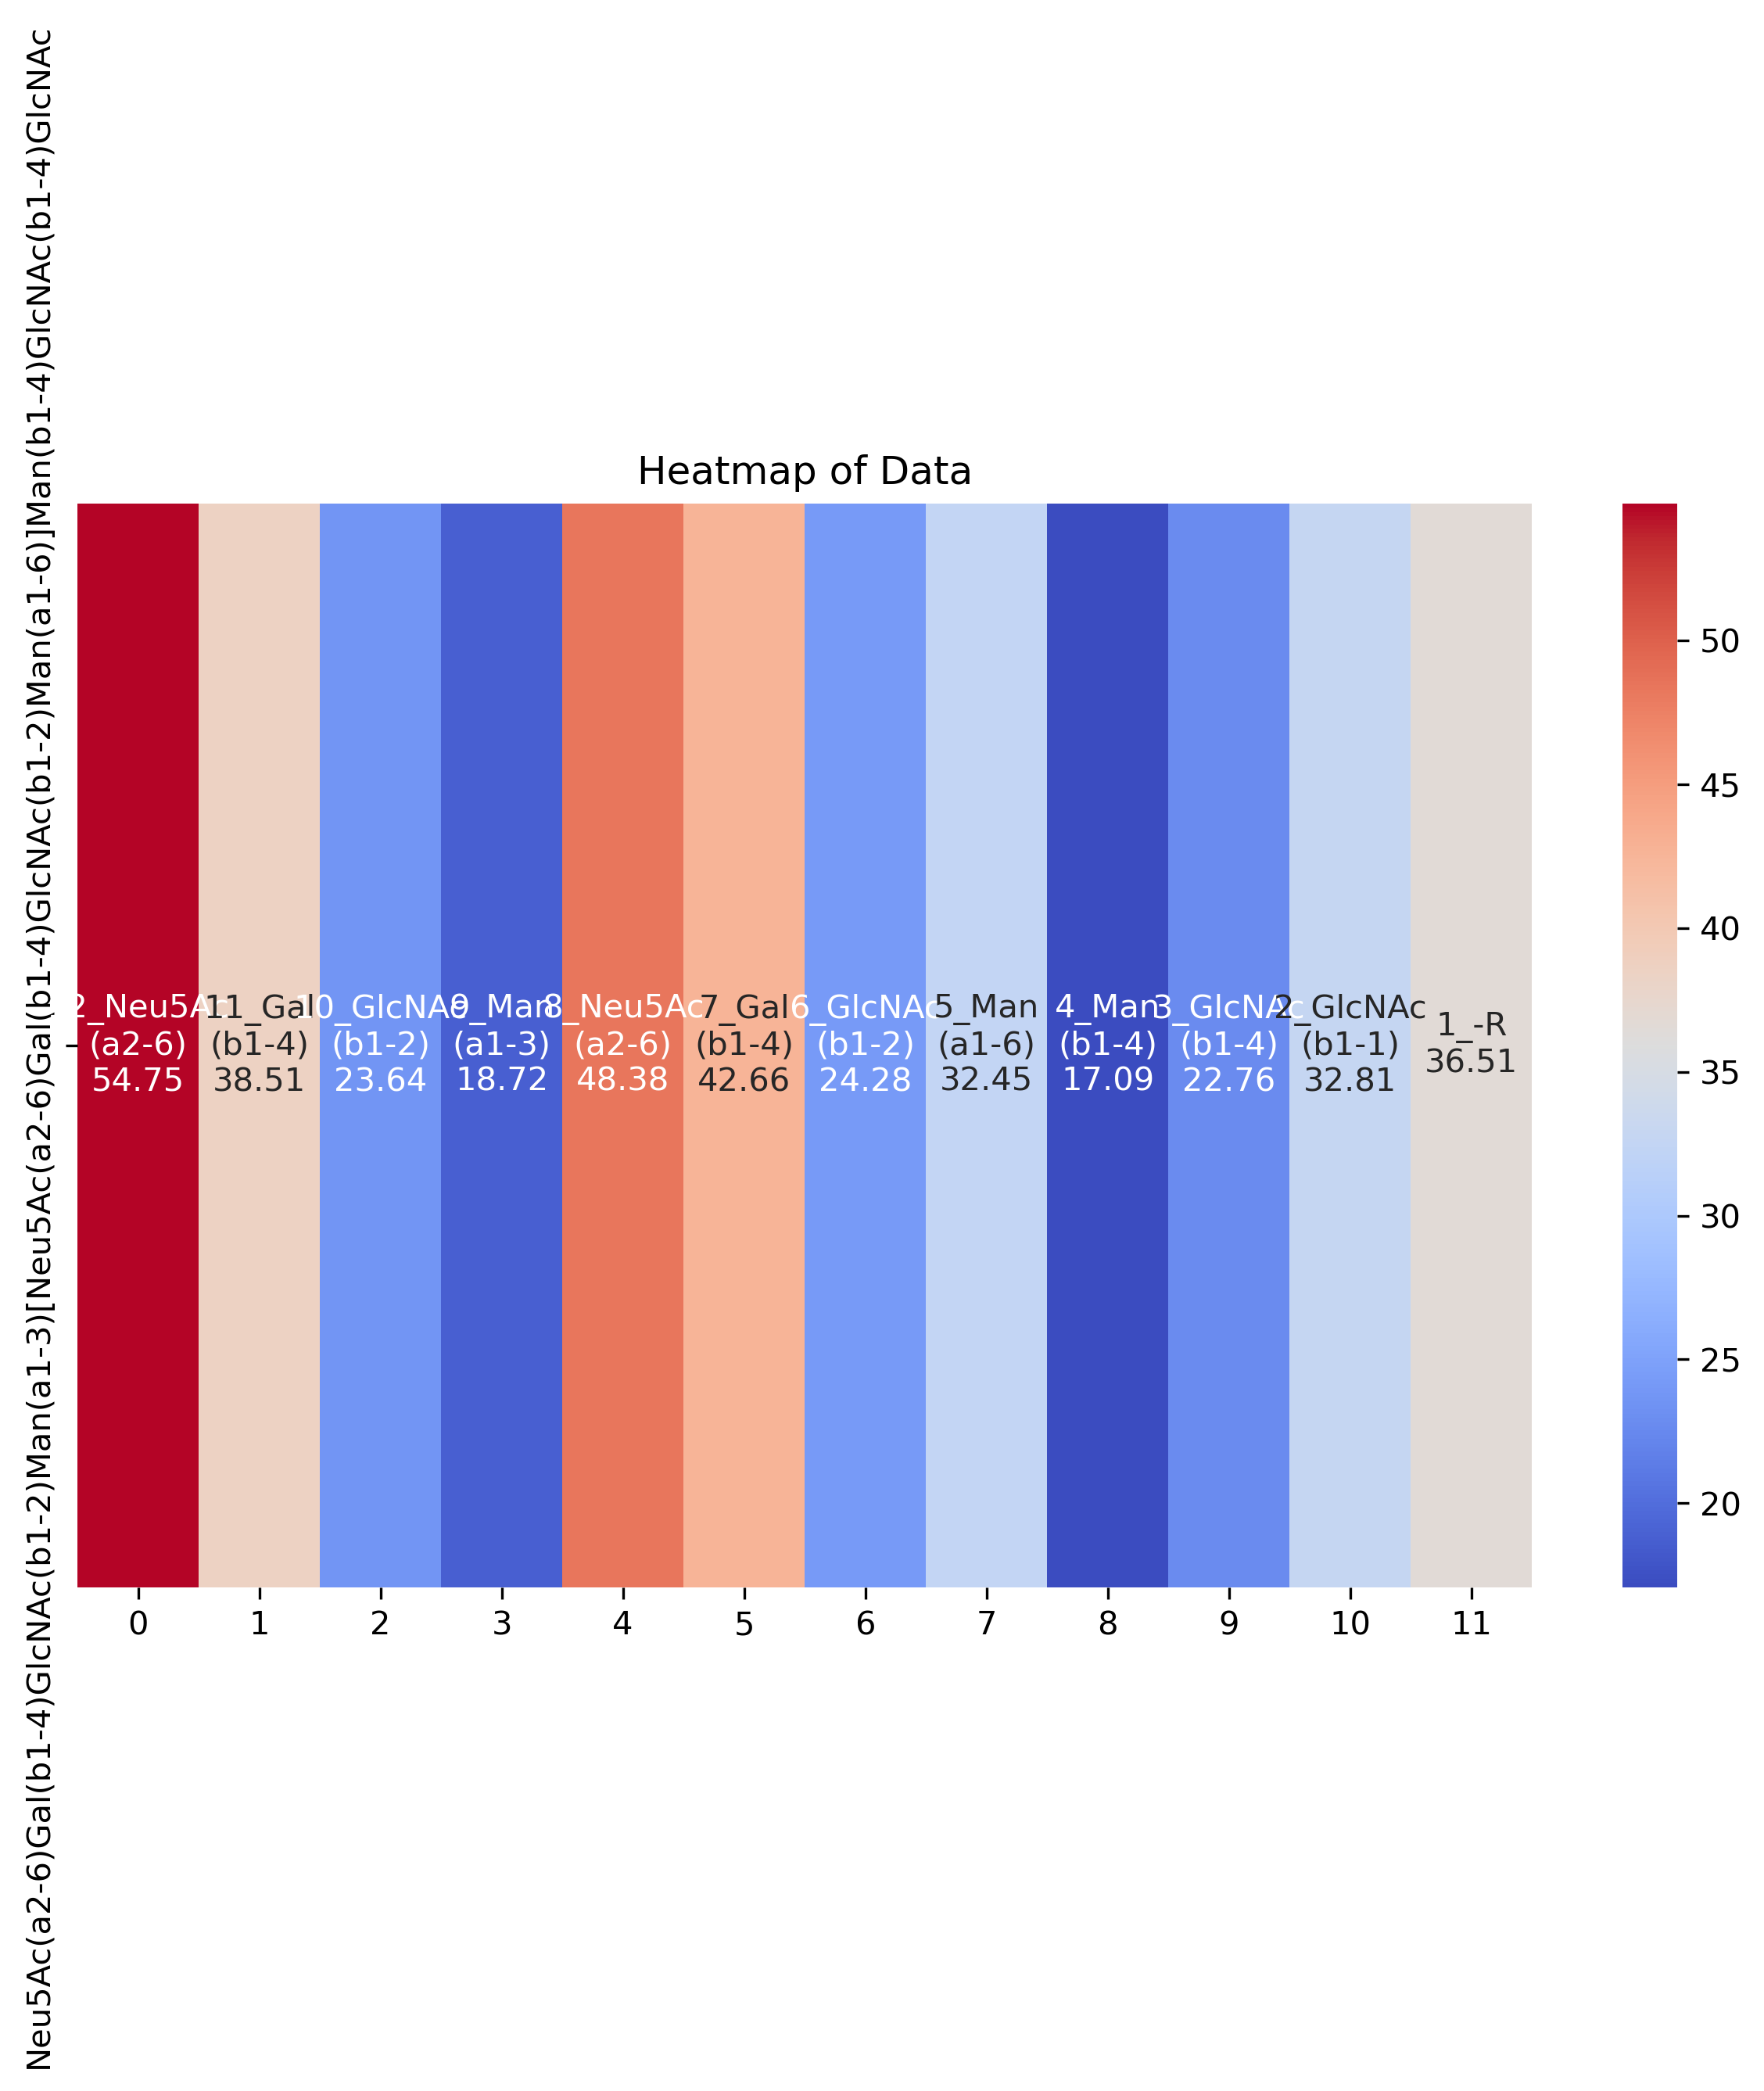 Neu5Ac(a2-6)Gal(b1-4)GlcNAc(b1-2)Man(a1-3)[Neu5Ac(a2-6)Gal(b1-4)GlcNAc(b1-2)Man(a1-6)]Man(b1-4)GlcNAc(b1-4)GlcNAc
Heatmap of Data
2_Neu5Ac
(a2-6)
54.75
11_Gal
(b1-4)
38.51
10_GlcNAc
(b1-2)
23.64
9_Man
(a1-3)
18.72
8_Neu5Ac
(a2-6)
48.38
7_Gal
(b1-4)
42.66
6_GlcNAc
(b1-2)
24.28
5_Man
(a1-6)
32.45
4_Man
(b1-4)
17.09
3_GlcNAc
(b1-4)
22.76
2_GlcNAc
(b1-1)
32.81
1_-R
36.51
0 1 2 3 4 5 6 7 8 9 10 11
50
45
40
35
30
25
20